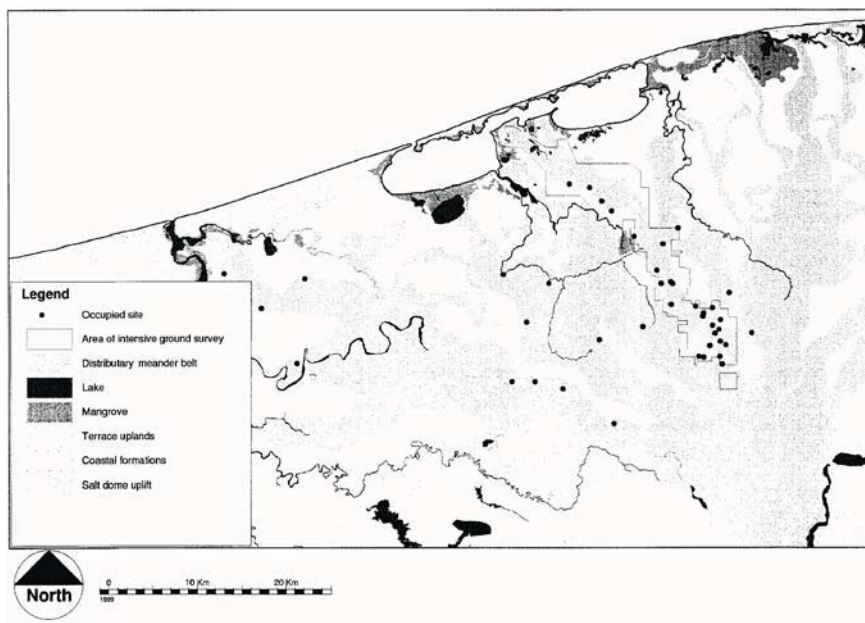 Legend
Occupied site
Area of intensive ground survey
Distributary meander belt
Lake
Mangrove
Terrace uplands
Coastal formations
Salt dome uplift
North
0 10 Km 20 Km